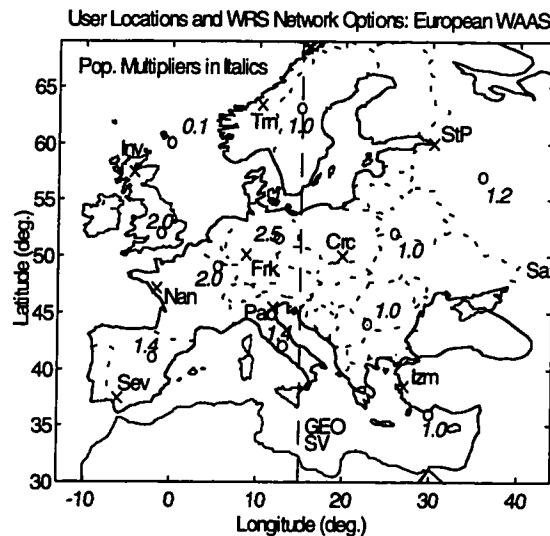 User Locations and WRS Network Options: European WAAS
Pop. Multipliers in Italics
65
60
55
50
45
40
35
30
Latitude (deg.)
0.1
Trn
1.0
StP
Inv
1.2
2.0
2.5
Crc
1.0
2.0
Frk
Sa
Nan
Pad
1.0
1.4
1.4
Sev
Izm
1.0
GEO
SV
-10
0
10
20
30
40
Longitude (deg.)